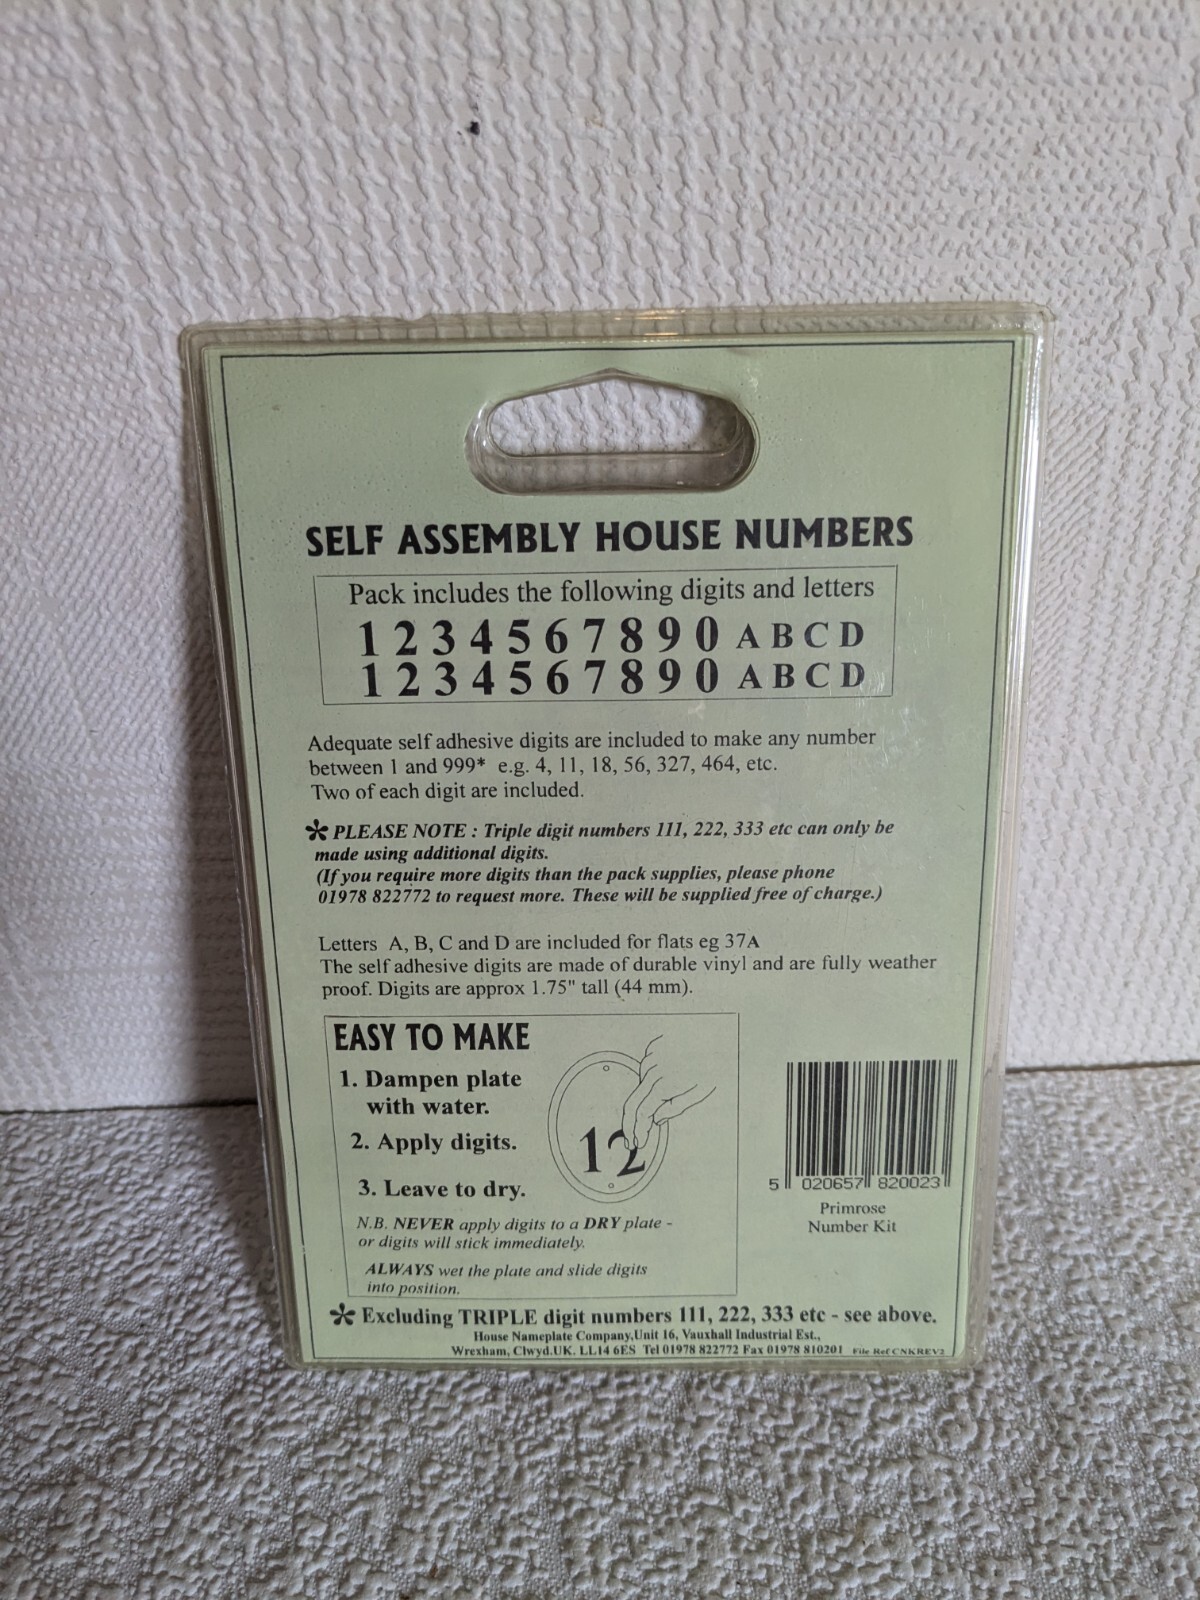 SELF ASSEMBLY HOUSE NUMBERS
Pack includes the following digits and letters
1 2 3 4 5 6 7 8 9 0 A B C D
1 2 3 4 5 6 7 8 9 0 A B C D
Adequate self adhesive digits are included to make any number
between 1 and 999* e.g. 4, 11, 18, 56, 327, 464, etc.
Two of each digit are included.
* PLEASE NOTE : Triple digit numbers 111, 222, 333 etc can only be
made using additional digits.
(If you require more digits than the pack supplies, please phone
01978 822772 to request more. These will be supplied free of charge.)
Letters A, B, C and D are included for flats eg 37A
The self adhesive digits are made of durable vinyl and are fully weather
proof. Digits are approx 1.75" tall (44 mm).
EASY TO MAKE
1. Dampen plate
with water.
2. Apply digits.
3. Leave to dry.
12
N.B. NEVER apply digits to a DRY plate -
or digits will stick immediately.
ALWAYS wet the plate and slide digits
into position.
5 020657 820023
Primrose
Number Kit
* Excluding TRIPLE digit numbers 111, 222, 333 etc - see above.
House Nameplate Company,Unit 16, Vauxhall Industrial Est.,
Wrexham, Clwyd.UK. LL14 6ES Tel 01978 822772 Fax 01978 810201 File Ref CNKREV2